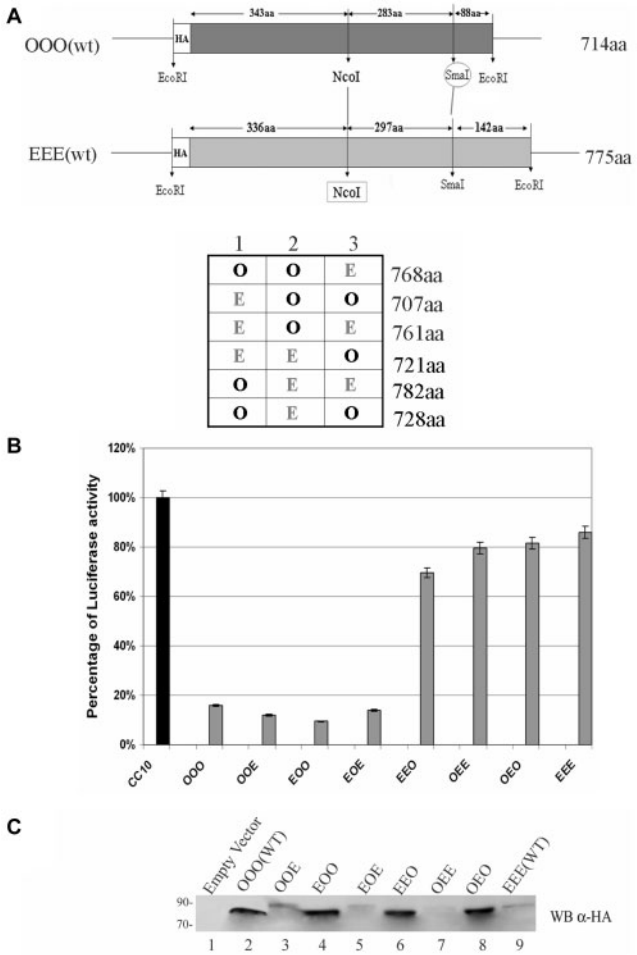 A
343aa 283aa 88aa
OOO(wt) HA 714aa
EcoRI NcoI SmaI EcoRI
336aa 297aa 142aa
EEE(wt) HA 775aa
EcoRI NcoI SmaI EcoRI
1 2 3
O O E 768aa
E O O 707aa
E O E 761aa
E E O 721aa
O E E 782aa
O E O 728aa
B
Percentage of Luciferase activity
120%
100%
80%
60%
40%
20%
0%
CC10 OOO OOE EOO EOE EEO OEE OEO EEE
C
Empty Vector OOO(WT) OOE EOO EOE EEO OEE OEO EEE(WT)
90-
70-
WB α-HA
1 2 3 4 5 6 7 8 9